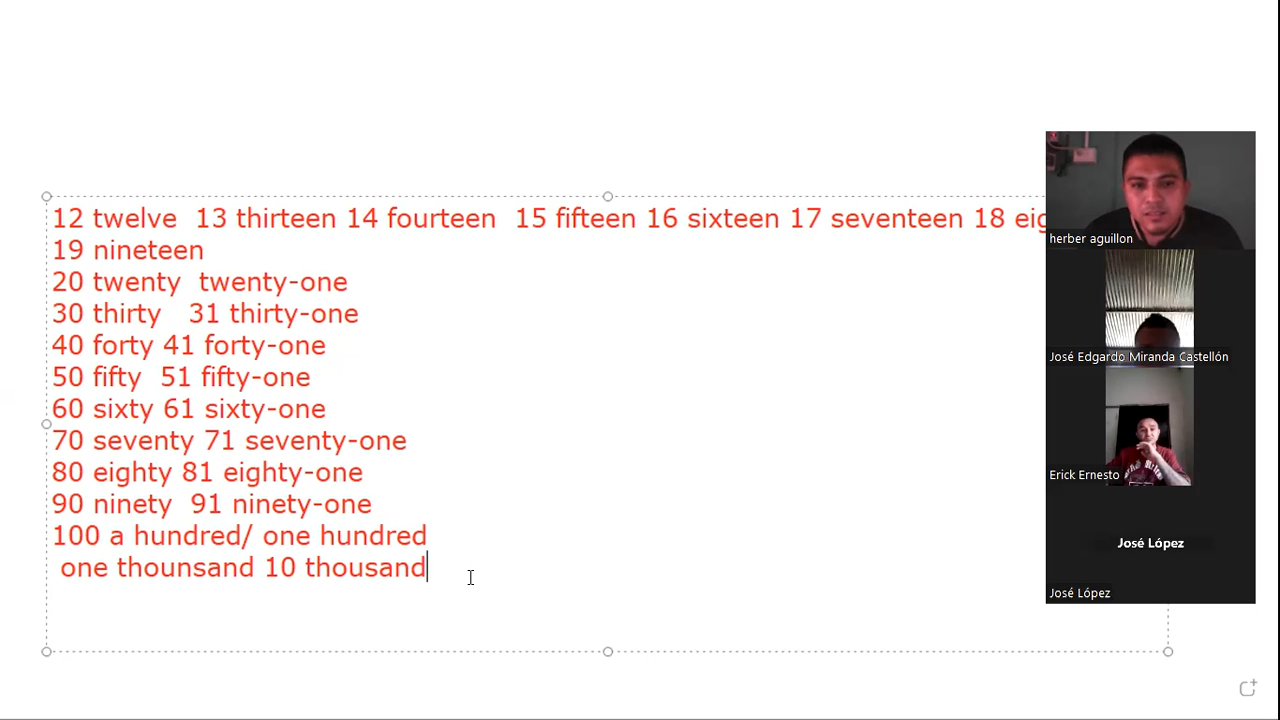 12 twelve  13 thirteen 14 fourteen  15 fifteen 16 sixteen 17 seventeen 18
19 nineteen
20 twenty  twenty-one
30 thirty   31 thirty-one
40 forty 41 forty-one
50 fifty  51 fifty-one
60 sixty 61 sixty-one
70 seventy 71 seventy-one
80 eighty 81 eighty-one
90 ninety  91 ninety-one
100 a hundred/ one hundred
one thounsand 10 thousand
herber aguillon
José Edgardo Miranda Castellón
Erick Ernesto
José López
José López